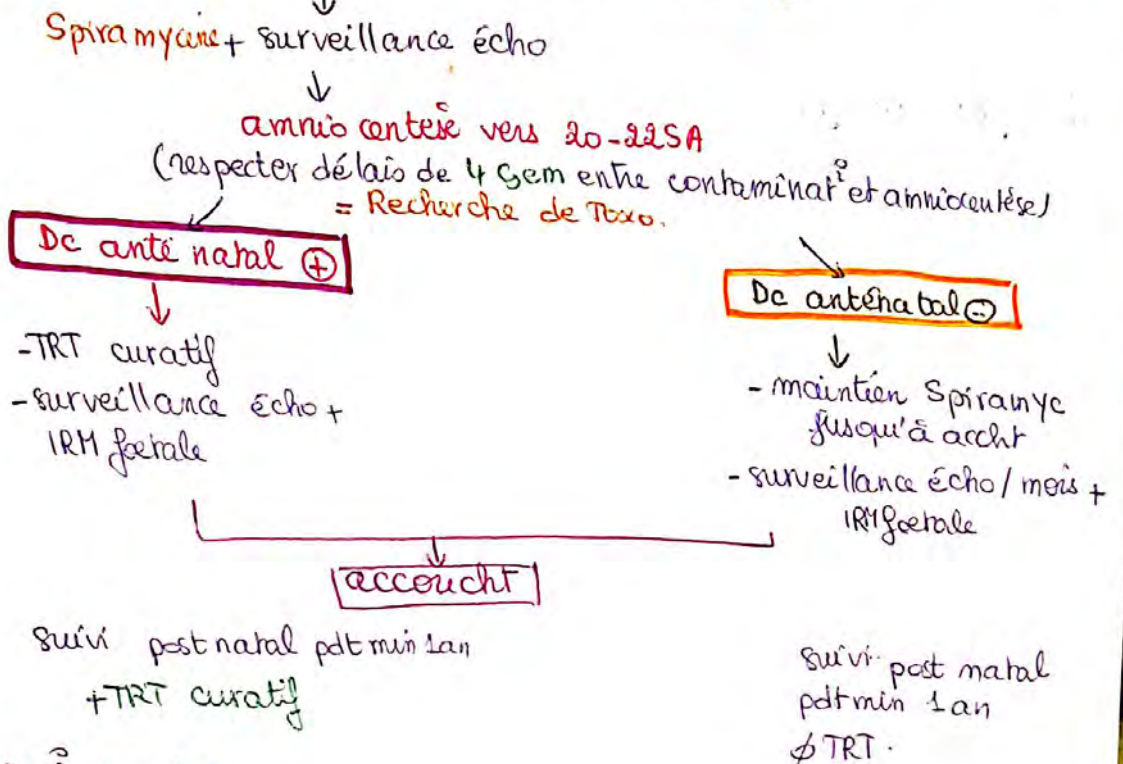 Spiramycine + surveillance écho
↓
amniocentèse vers 20-22SA
(respecter délais de 4 Sem entre contaminat° et amniocentèse)
= Recherche de Toxo.
Dc anté natal ⊕
Dc anténatal ⊖
-TRT curatif
-surveillance écho +
IRM foetale
- maintien Spiramyc
jusqu'à accht
- surveillance écho / mois +
IRM foetale
accoucht
suivi post natal pdt min 1an
+TRT curatif
suivi post natal
pdt min 1an
∅ TRT.